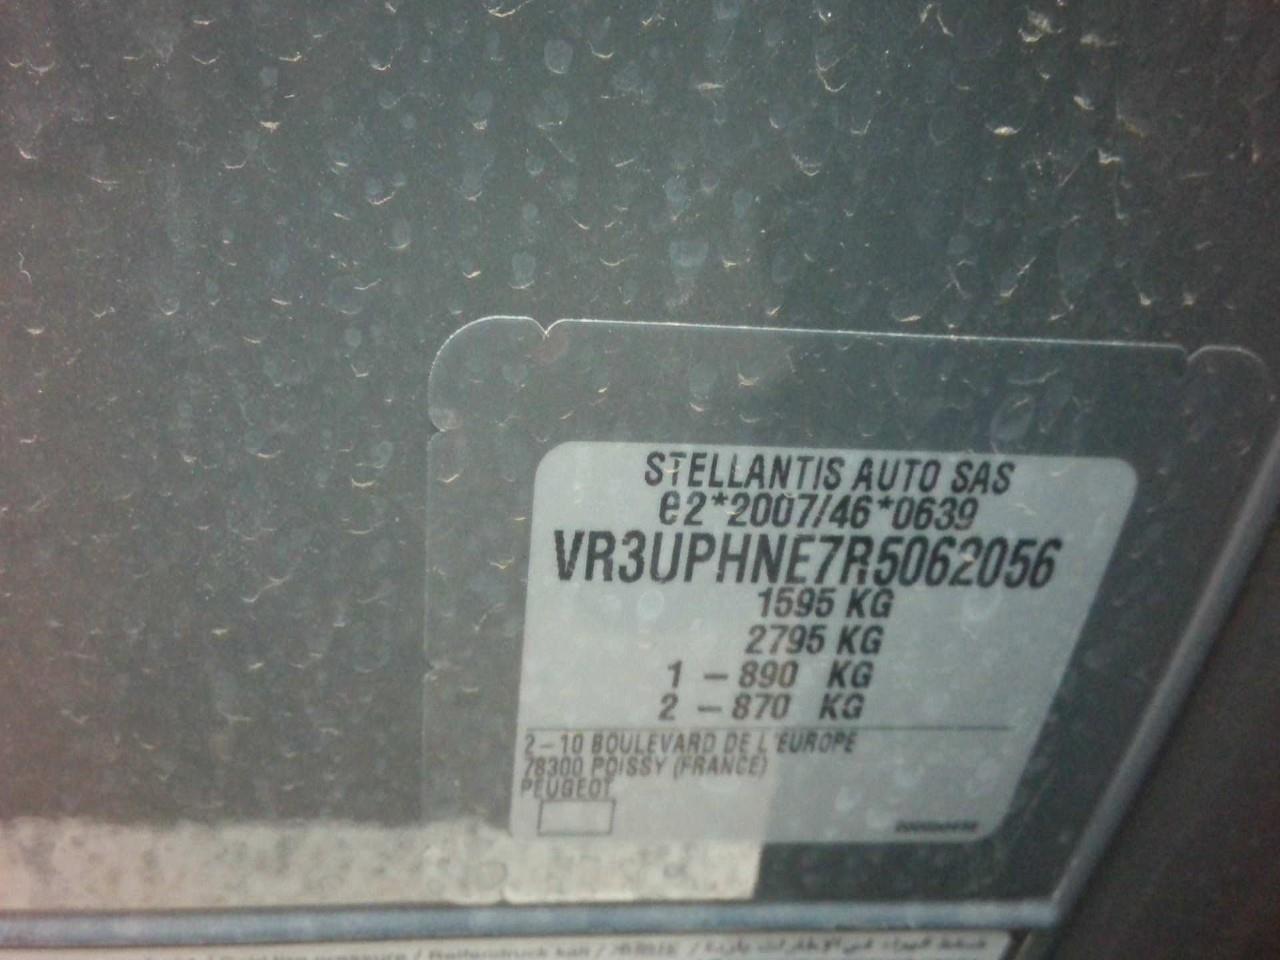 STELLANTIS AUTO SAS
e2*2007/46*0639
VR3UPHNE7R5062056
1595 KG
2795 KG
1 – 890 KG
2 – 870 KG
2–10 BOULEVARD DE L'EUROPE
78300 POISSY (FRANCE)
PEUGEOT